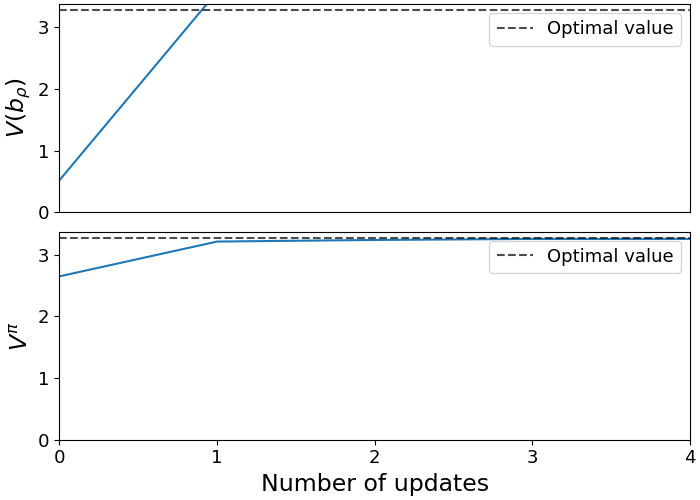 3
2
1
0
V(b_ρ)
Optimal value
3
2
1
0
V^π
Optimal value
0 1 2 3 4
Number of updates